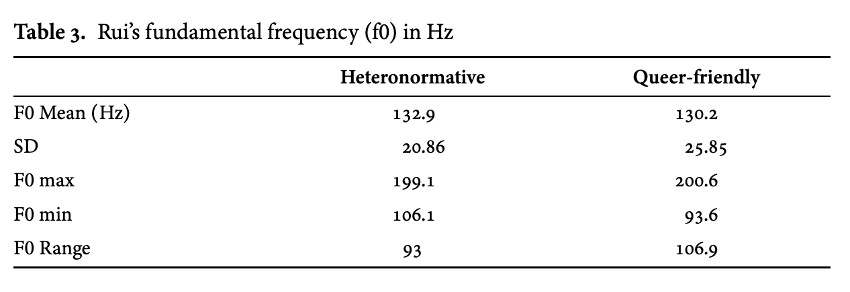 Table 3. Rui's fundamental frequency (f0) in Hz
Heteronormative Queer-friendly
F0 Mean (Hz) 132.9 130.2
SD 20.86 25.85
F0 max 199.1 200.6
F0 min 106.1 93.6
F0 Range 93 106.9